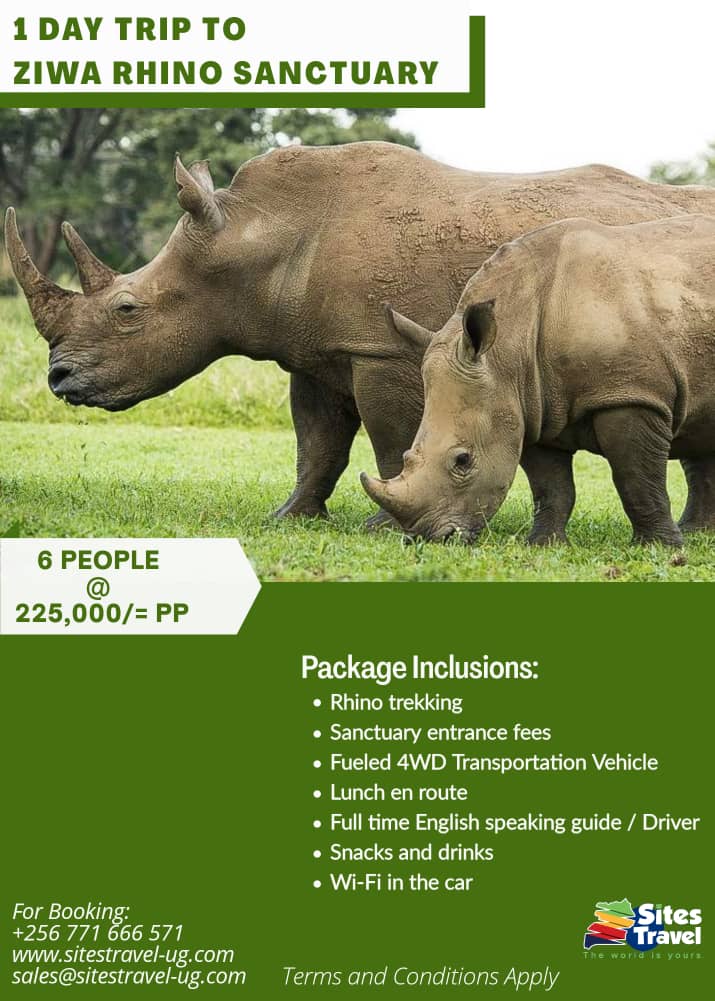 1 DAY TRIP TO
ZIWA RHINO SANCTUARY
6 PEOPLE
@
225,000/= PP
Package Inclusions:
• Rhino trekking
• Sanctuary entrance fees
• Fueled 4WD Transportation Vehicle
• Lunch en route
• Full time English speaking guide / Driver
• Snacks and drinks
• Wi-Fi in the car
For Booking:
+256 771 666 571
www.sitestravel-ug.com
sales@sitestravel-ug.com
Terms and Conditions Apply
Sites
Travel
The world is yours.